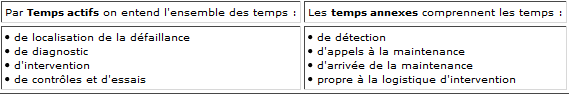 Par Temps actifs on entend l'ensemble des temps :
Les temps annexes comprennent les temps :
• de localisation de la défaillance
• de diagnostic
• d'intervention
• de contrôles et d'essais
• de détection
• d'appels à la maintenance
• d'arrivée de la maintenance
• propre à la logistique d'intervention